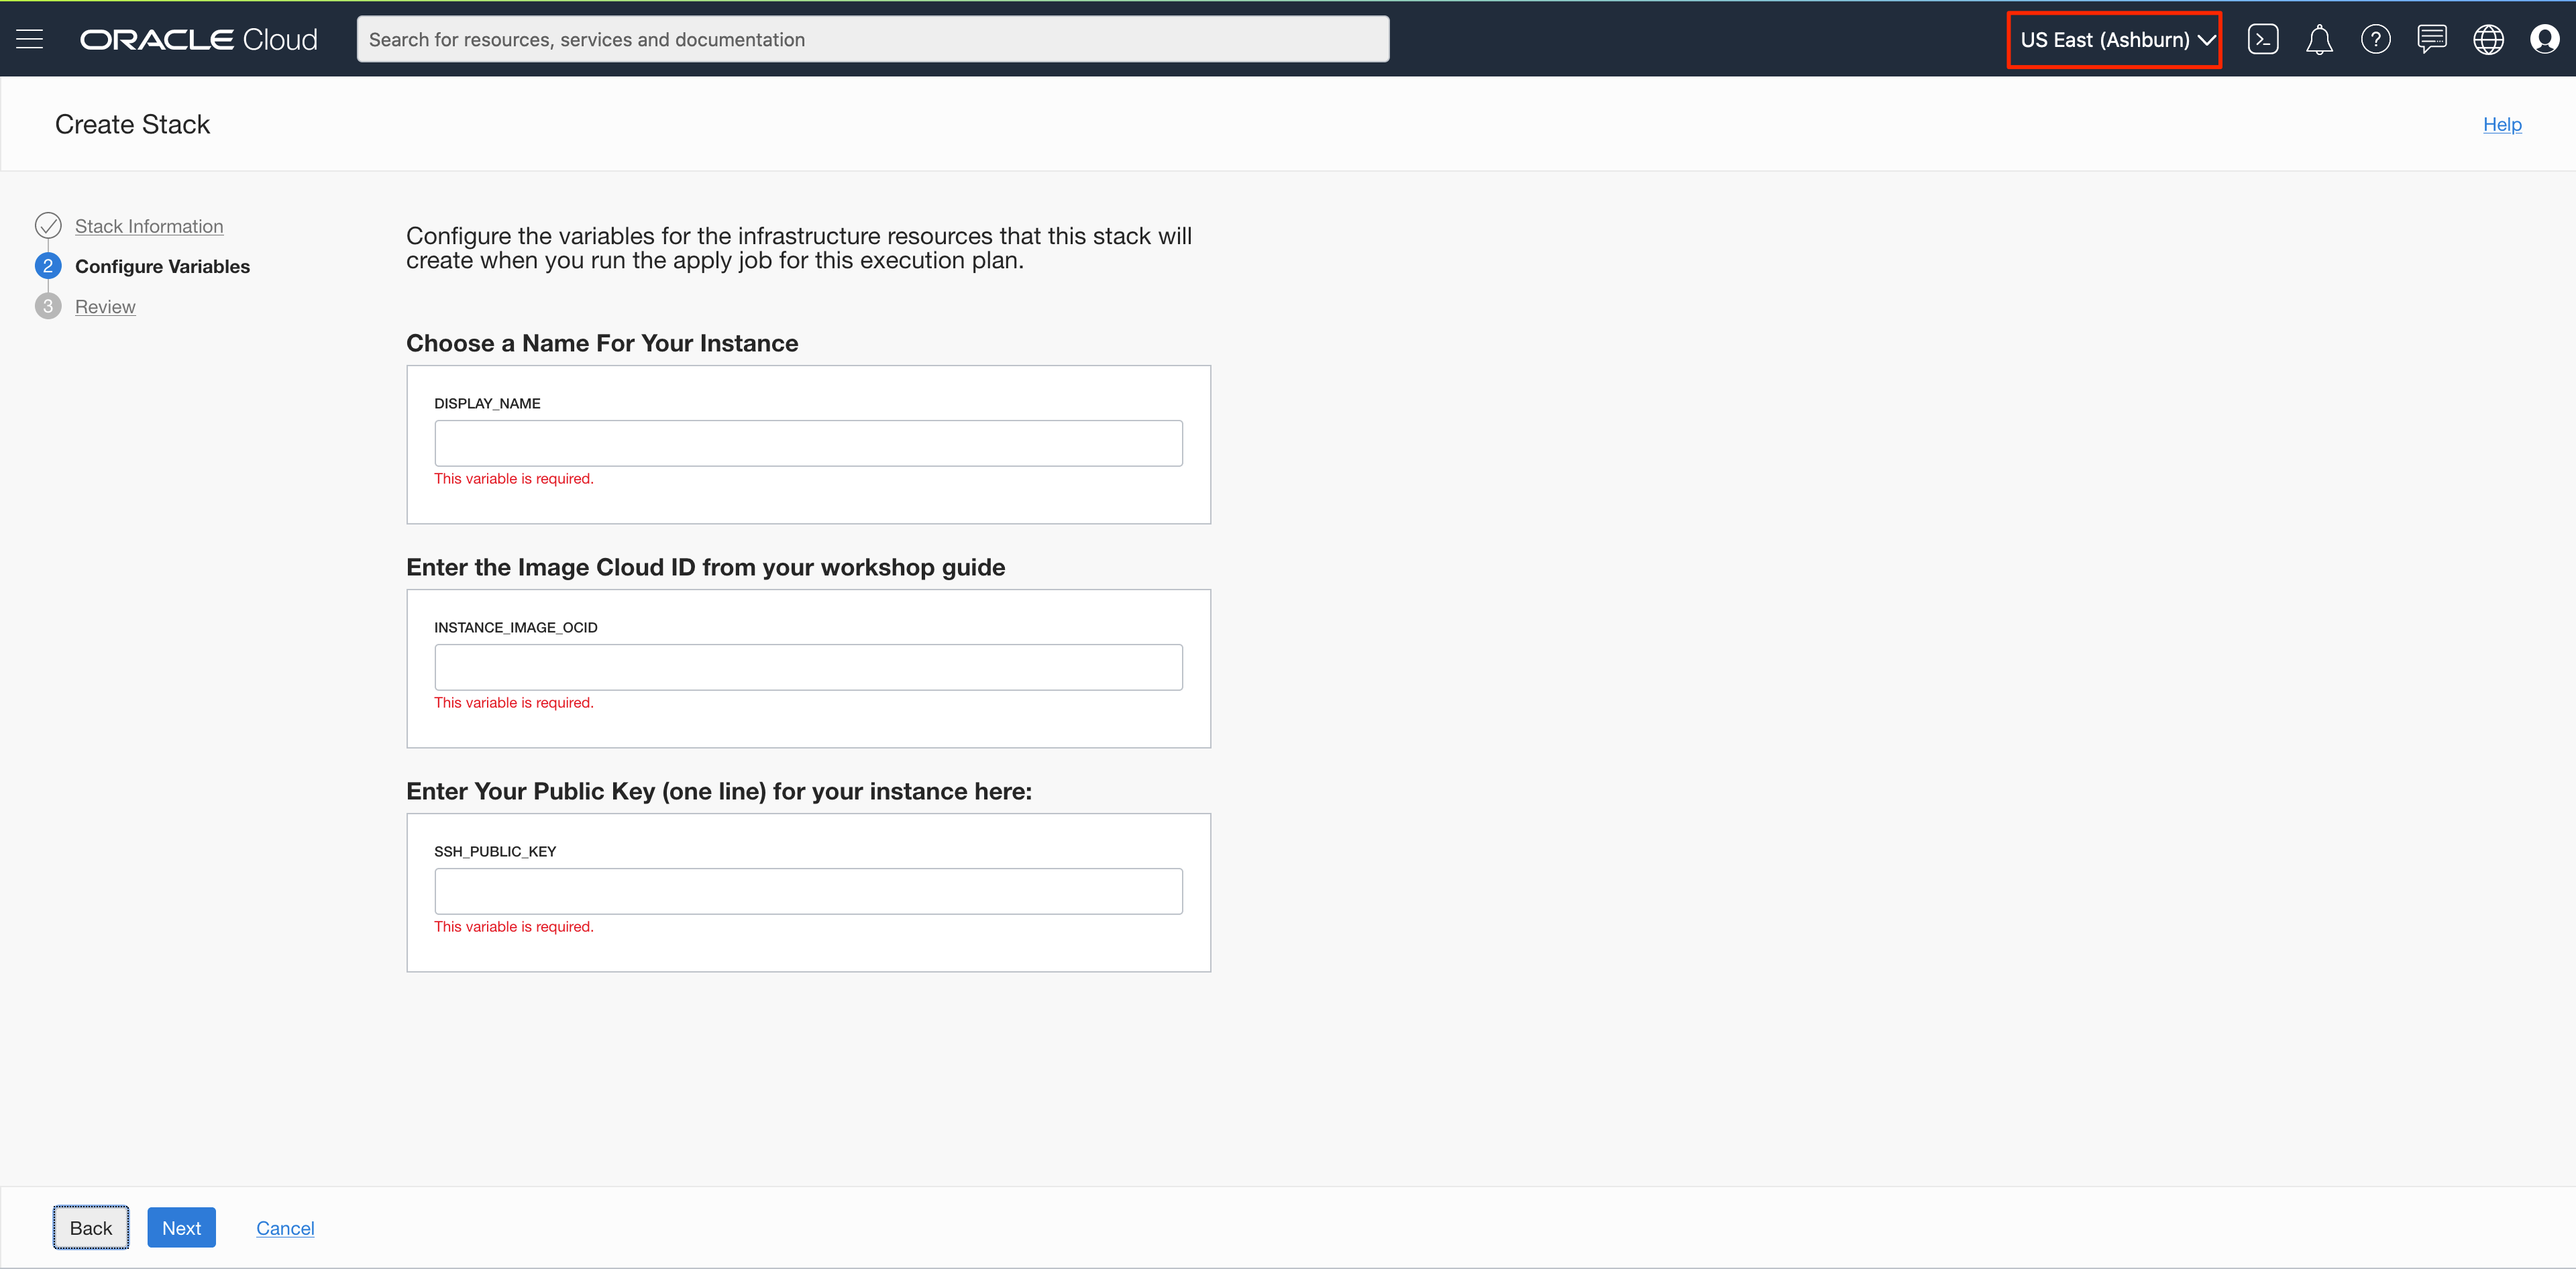 ORACLE Cloud
Search for resources, services and documentation
US East (Ashburn)
Create Stack
Help
Stack Information
2 Configure Variables
3 Review
Configure the variables for the infrastructure resources that this stack will
create when you run the apply job for this execution plan.
Choose a Name For Your Instance
DISPLAY_NAME
This variable is required.
Enter the Image Cloud ID from your workshop guide
INSTANCE_IMAGE_OCID
This variable is required.
Enter Your Public Key (one line) for your instance here:
SSH_PUBLIC_KEY
This variable is required.
Back
Next
Cancel